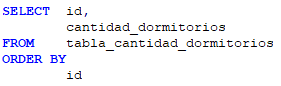 SELECT id,
cantidad_dormitorios
FROM tabla_cantidad_dormitorios
ORDER BY
id